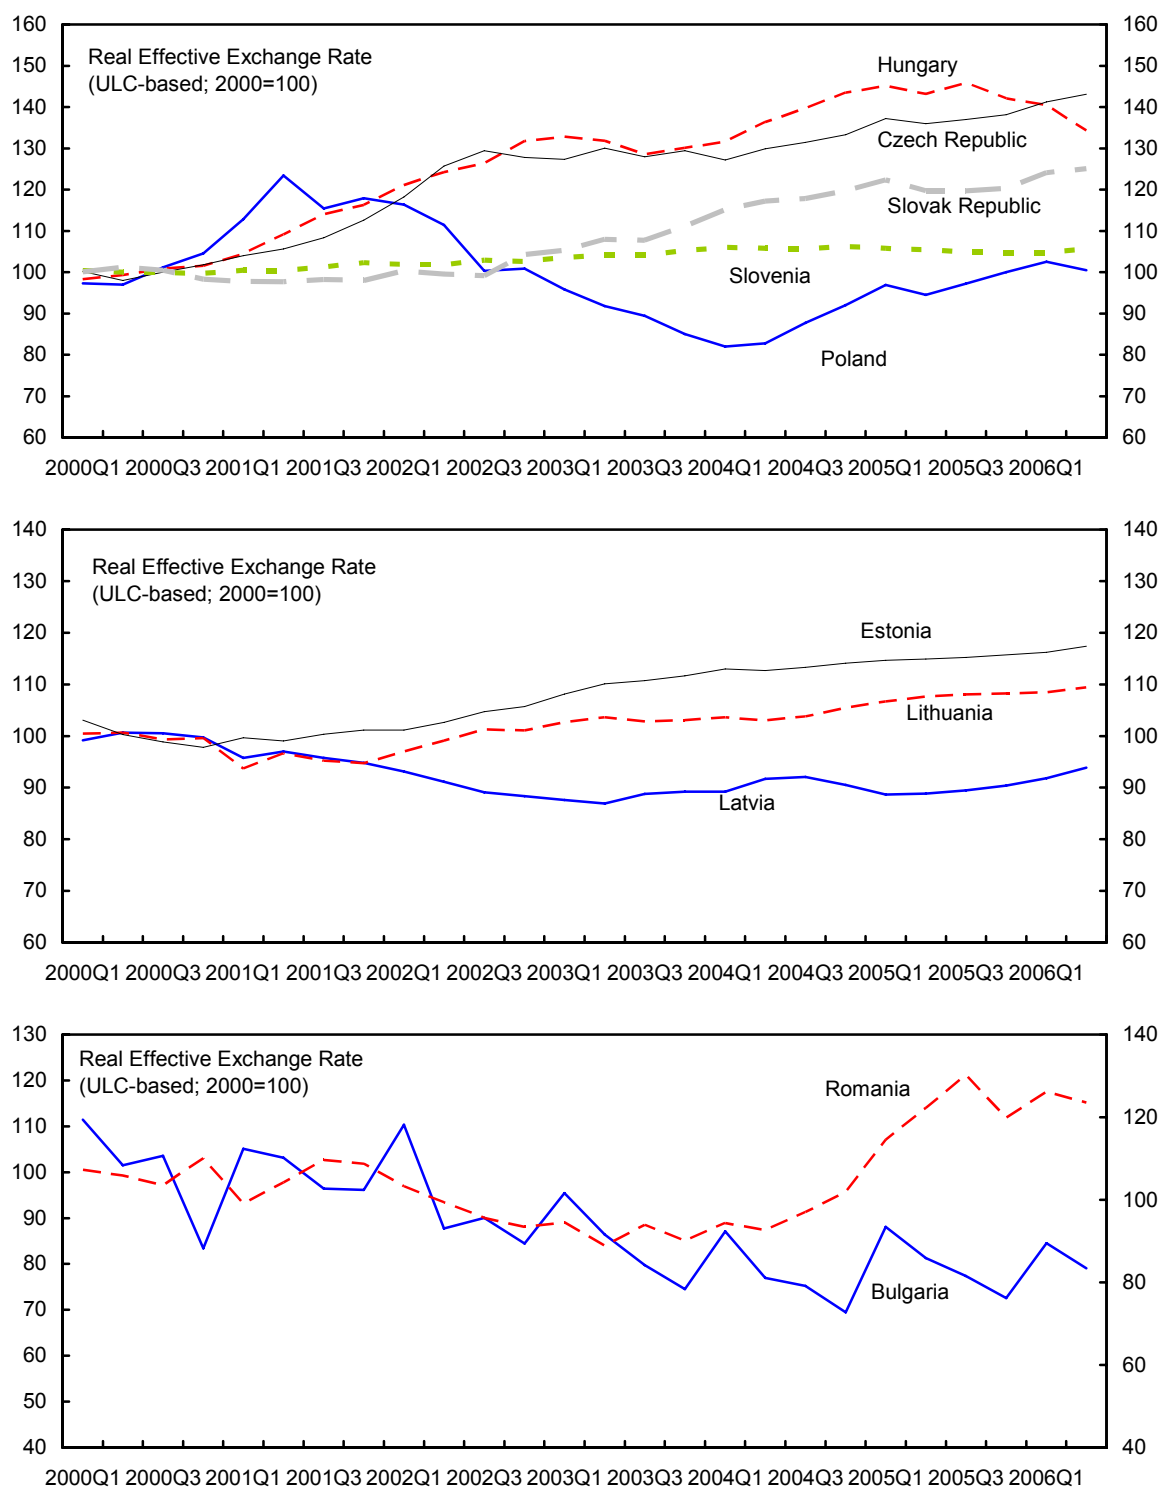 160 160
Real Effective Exchange Rate
(ULC-based; 2000=100)
Hungary
150 150
140 140
Czech Republic
130 130
120 120
Slovak Republic
110 110
100 100
Slovenia
90 90
80 80
Poland
70 70
60 60
2000Q1 2000Q3 2001Q1 2001Q3 2002Q1 2002Q3 2003Q1 2003Q3 2004Q1 2004Q3 2005Q1 2005Q3 2006Q1
140 140
Real Effective Exchange Rate
(ULC-based; 2000=100)
130 130
120 120
Estonia
110 110
Lithuania
100 100
90 90
Latvia
80 80
70 70
60 60
2000Q1 2000Q3 2001Q1 2001Q3 2002Q1 2002Q3 2003Q1 2003Q3 2004Q1 2004Q3 2005Q1 2005Q3 2006Q1
130 140
Real Effective Exchange Rate
(ULC-based; 2000=100)
Romania
120
110 120
100
90 100
80
Bulgaria
70 80
60 60
50
40 40
2000Q1 2000Q3 2001Q1 2001Q3 2002Q1 2002Q3 2003Q1 2003Q3 2004Q1 2004Q3 2005Q1 2005Q3 2006Q1